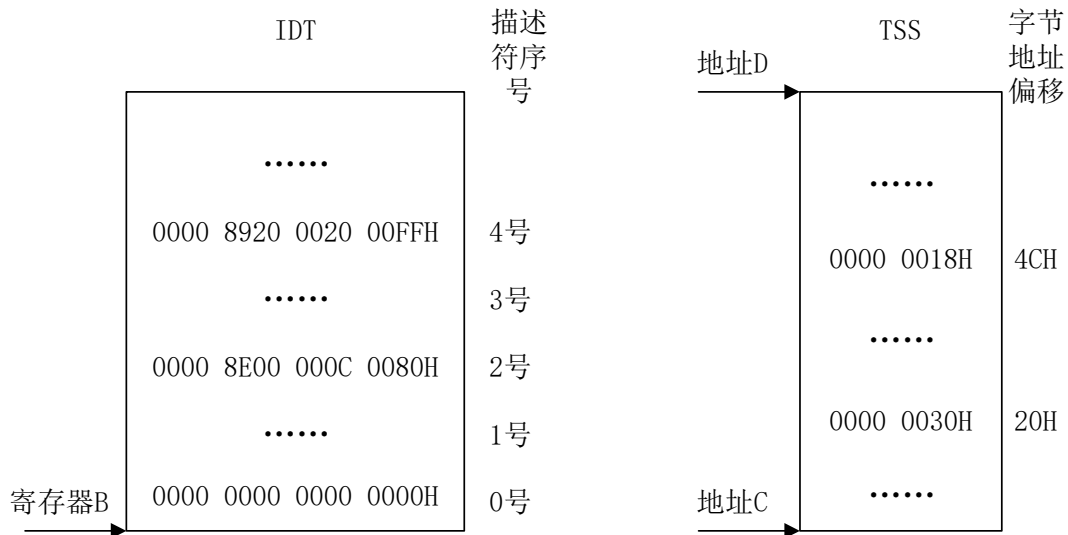 IDT
描述
符序
号
……
0000 8920 0020 00FFH 4号
…… 3号
0000 8E00 000C 0080H 2号
…… 1号
0000 0000 0000 0000H 0号
寄存器B
TSS
字节
地址
偏移
地址D
……
0000 0018H 4CH
……
0000 0030H 20H
……
地址C